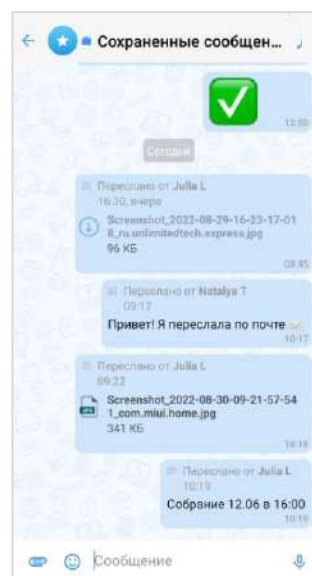 Сохраненные сообщен...
12:00
Сегодня
Переслано от Julia L
16:30, вчера
Screenshot_2022-08-29-16-23-17-01
8_ru.unlimitedtech.express.jpg
96 КБ
08:45
Переслано от Natalya T
09:17
Привет! Я переслала по почте
10:17
Переслано от Julia L
09:22
Screenshot_2022-08-30-09-21-57-54
1_com.miui.home.jpg
341 КБ
10:18
Переслано от Julia L
10:19
Собрание 12.06 в 16:00
10:19
Сообщение